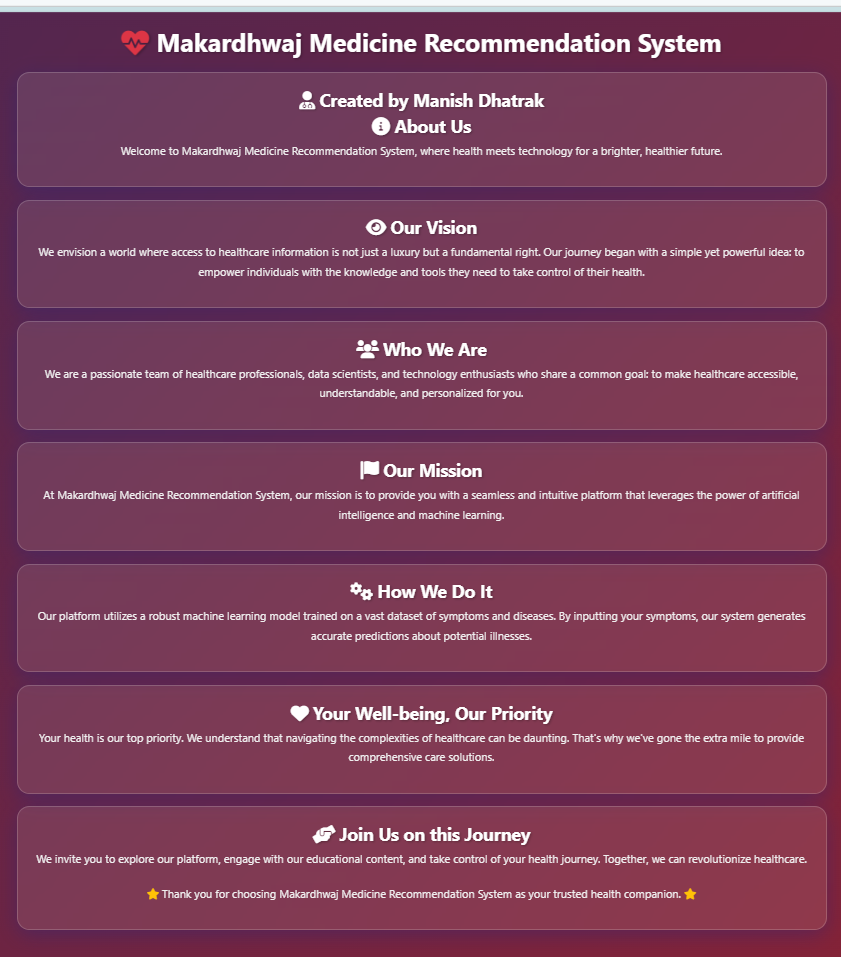 Makardhwaj Medicine Recommendation System
Created by Manish Dhatrak
About Us
Welcome to Makardhwaj Medicine Recommendation System, where health meets technology for a brighter, healthier future.
Our Vision
We envision a world where access to healthcare information is not just a luxury but a fundamental right. Our journey began with a simple yet powerful idea: to
empower individuals with the knowledge and tools they need to take control of their health.
Who We Are
We are a passionate team of healthcare professionals, data scientists, and technology enthusiasts who share a common goal: to make healthcare accessible,
understandable, and personalized for you.
Our Mission
At Makardhwaj Medicine Recommendation System, our mission is to provide you with a seamless and intuitive platform that leverages the power of artificial
intelligence and machine learning.
How We Do It
Our platform utilizes a robust machine learning model trained on a vast dataset of symptoms and diseases. By inputting your symptoms, our system generates
accurate predictions about potential illnesses.
Your Well-being, Our Priority
Your health is our top priority. We understand that navigating the complexities of healthcare can be daunting. That's why we've gone the extra mile to provide
comprehensive care solutions.
Join Us on this Journey
We invite you to explore our platform, engage with our educational content, and take control of your health journey. Together, we can revolutionize healthcare.
Thank you for choosing Makardhwaj Medicine Recommendation System as your trusted health companion.